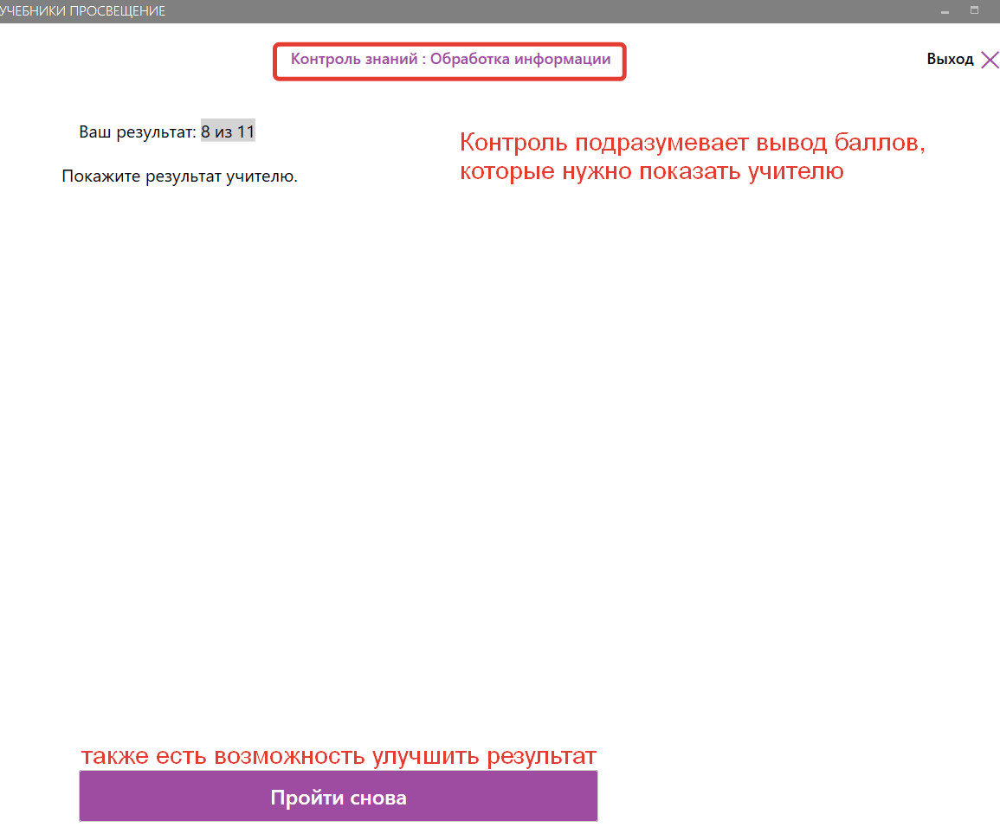 УЧЕБНИКИ ПРОСВЕЩЕНИЕ
Контроль знаний : Обработка информации
Выход
Ваш результат: 8 из 11
Контроль подразумевает вывод баллов,
которые нужно показать учителю
Покажите результат учителю.
также есть возможность улучшить результат
Пройти снова